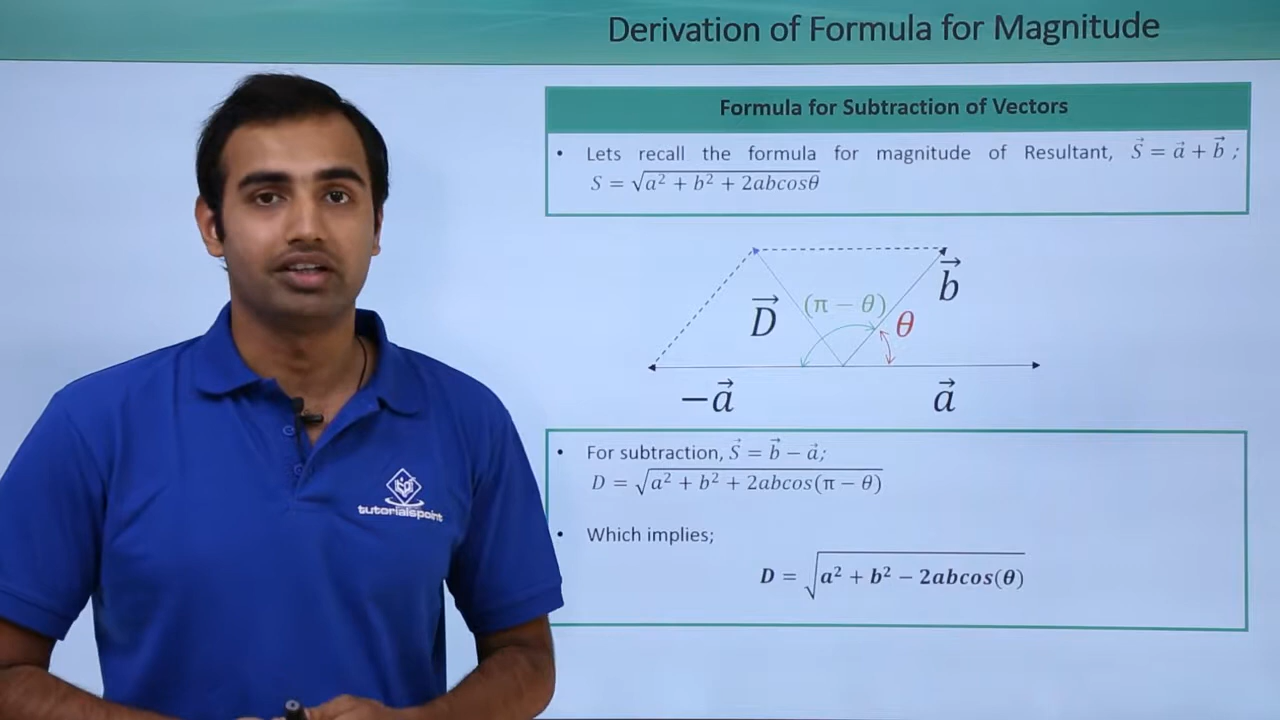 Derivation of Formula for Magnitude
Formula for Subtraction of Vectors
• Lets recall the formula for magnitude of Resultant, S⃗ = a⃗ + b⃗ ;
S = √(a² + b² + 2abcosθ)
b⃗
D⃗
(π − θ)
θ
−a⃗
a⃗
• For subtraction, S⃗ = b⃗ − a⃗;
D = √(a² + b² + 2abcos(π − θ))
• Which implies;
D = √(a² + b² − 2abcos(θ))
tutorialspoint